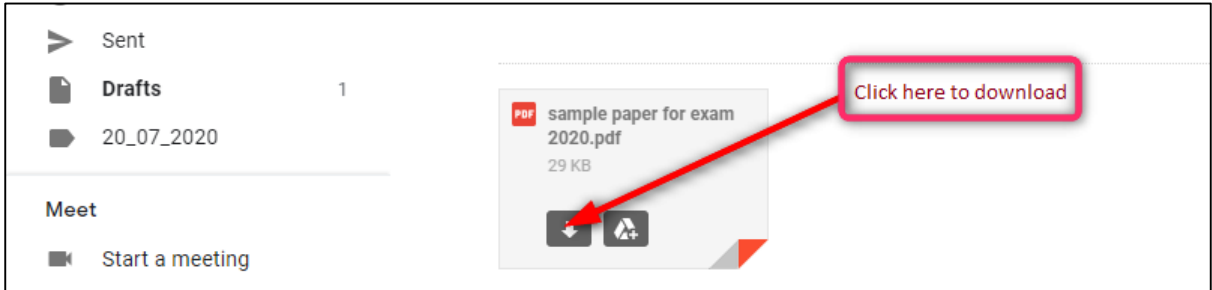 Sent
Drafts 1
20_07_2020
Meet
Start a meeting
Click here to download
PDF sample paper for exam
2020.pdf
29 KB